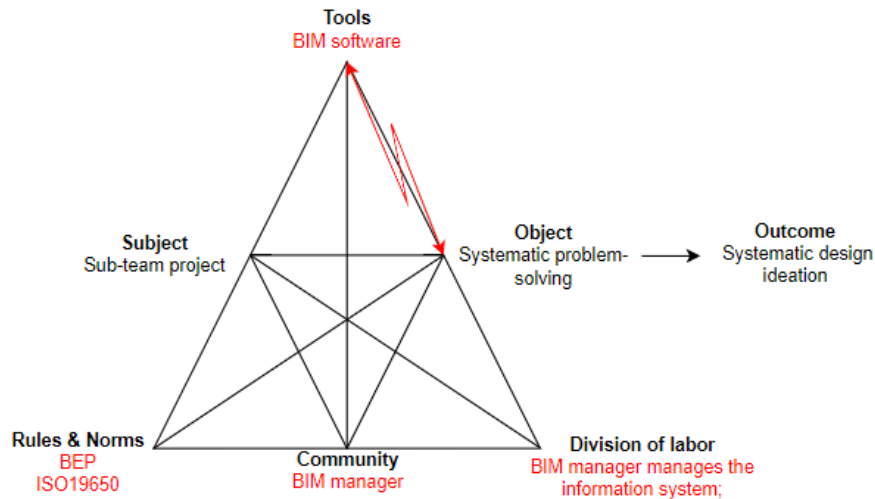 Tools
BIM software
Subject
Sub-team project
Object
Systematic problem-
solving
Outcome
Systematic design
ideation
Rules & Norms
BEP
ISO19650
Community
BIM manager
Division of labor
BIM manager manages the
information system;